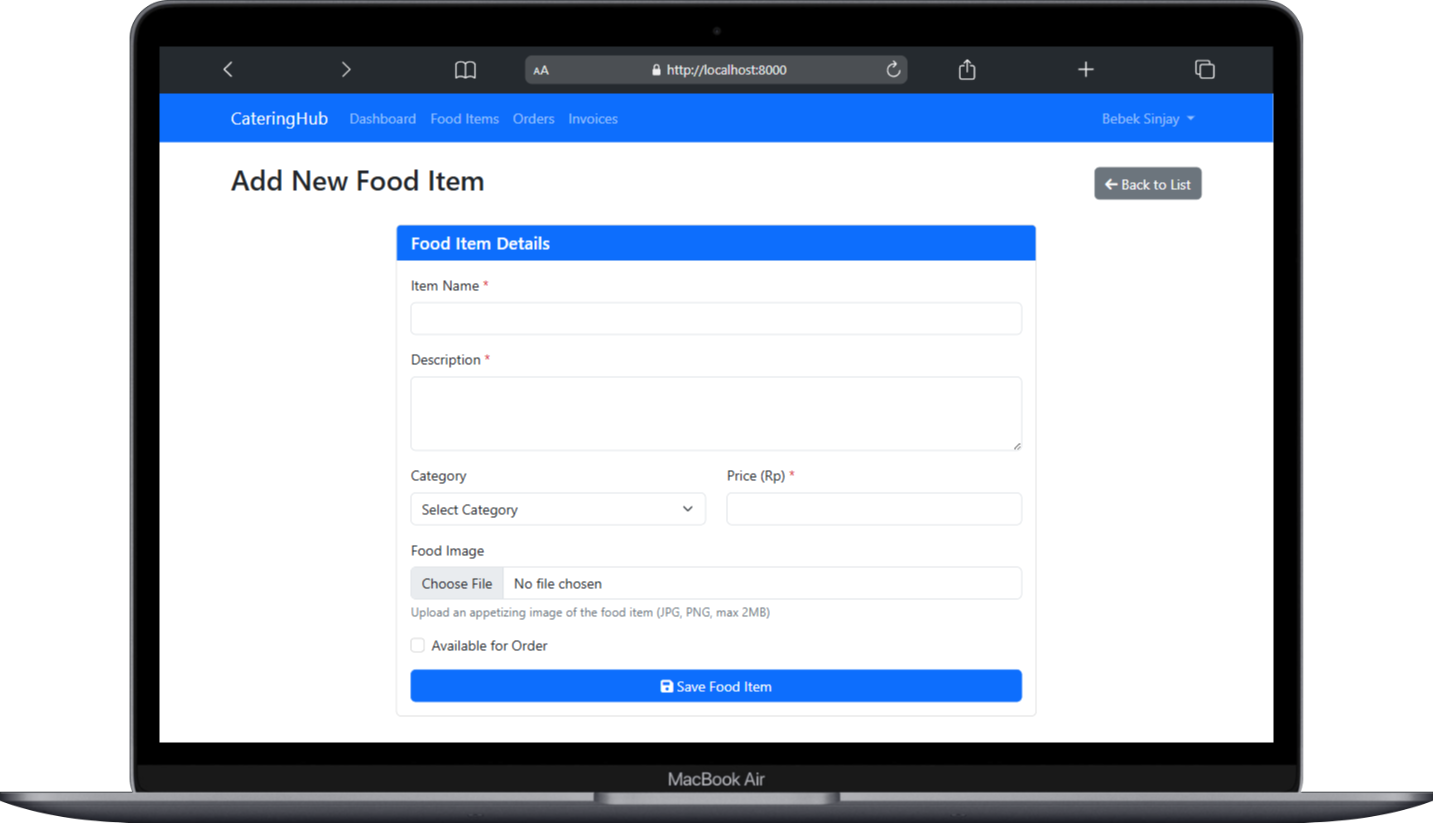 AA http://localhost:8000
CateringHub Dashboard Food Items Orders Invoices Bebek Sinjay
Add New Food Item
Back to List
Food Item Details
Item Name *
Description *
Category Price (Rp) *
Select Category
Food Image
Choose File No file chosen
Upload an appetizing image of the food item (JPG, PNG, max 2MB)
Available for Order
Save Food Item
MacBook Air